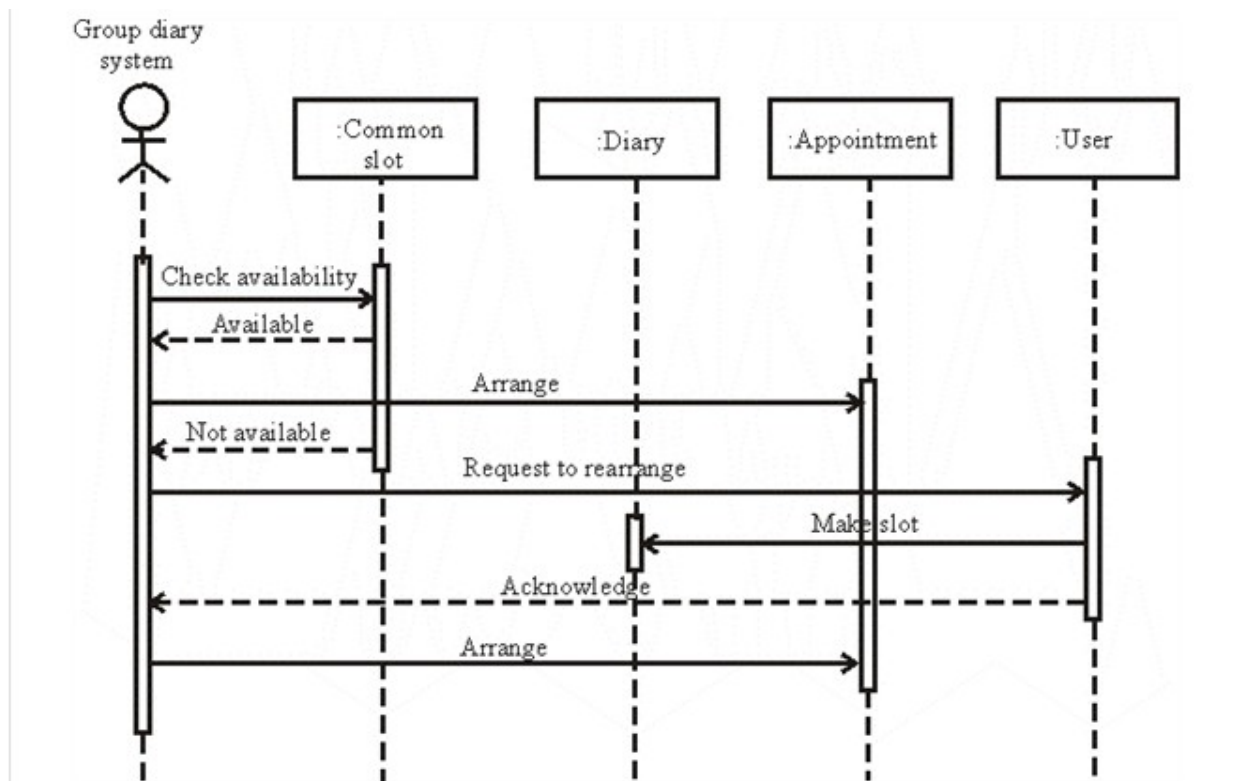 Group diary
system
:Common
slot
:Diary
:Appointment
:User
Check availability
Available
Arrange
Not available
Request to rearrange
Make slot
Acknowledge
Arrange